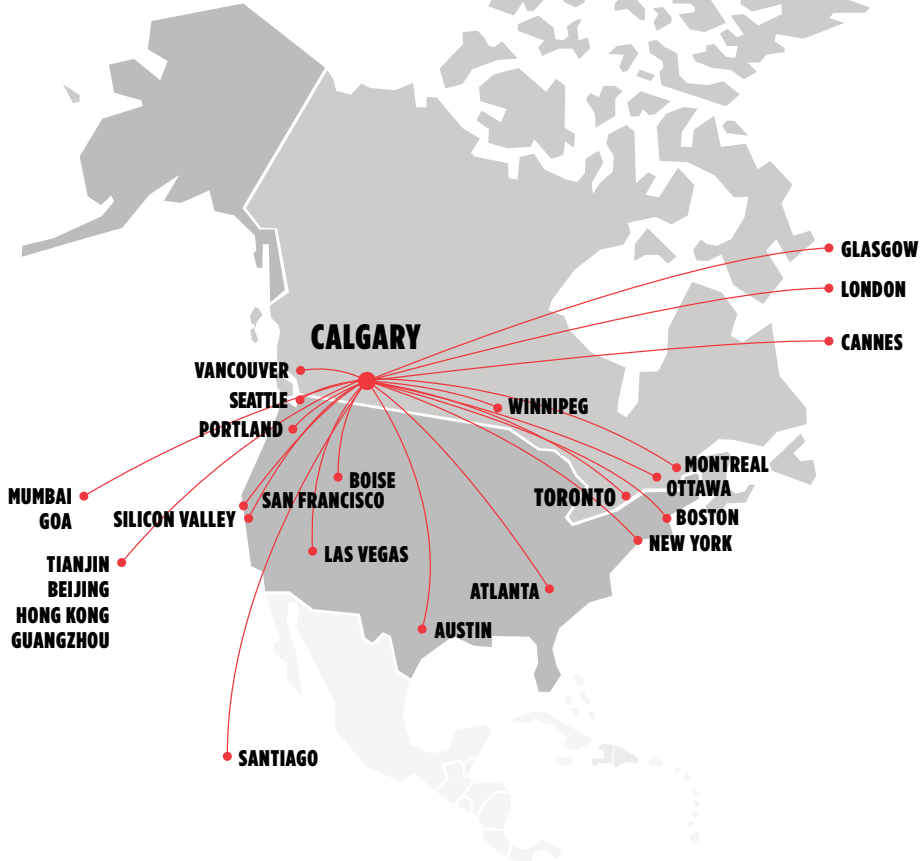 GLASGOW
LONDON
CALGARY
CANNES
VANCOUVER
SEATTLE
WINNIPEG
PORTLAND
MONTREAL
BOISE
OTTAWA
MUMBAI
GOA
SAN FRANCISCO
TORONTO
SILICON VALLEY
BOSTON
NEW YORK
LAS VEGAS
TIANJIN
BEIJING
HONG KONG
GUANGZHOU
ATLANTA
AUSTIN
SANTIAGO